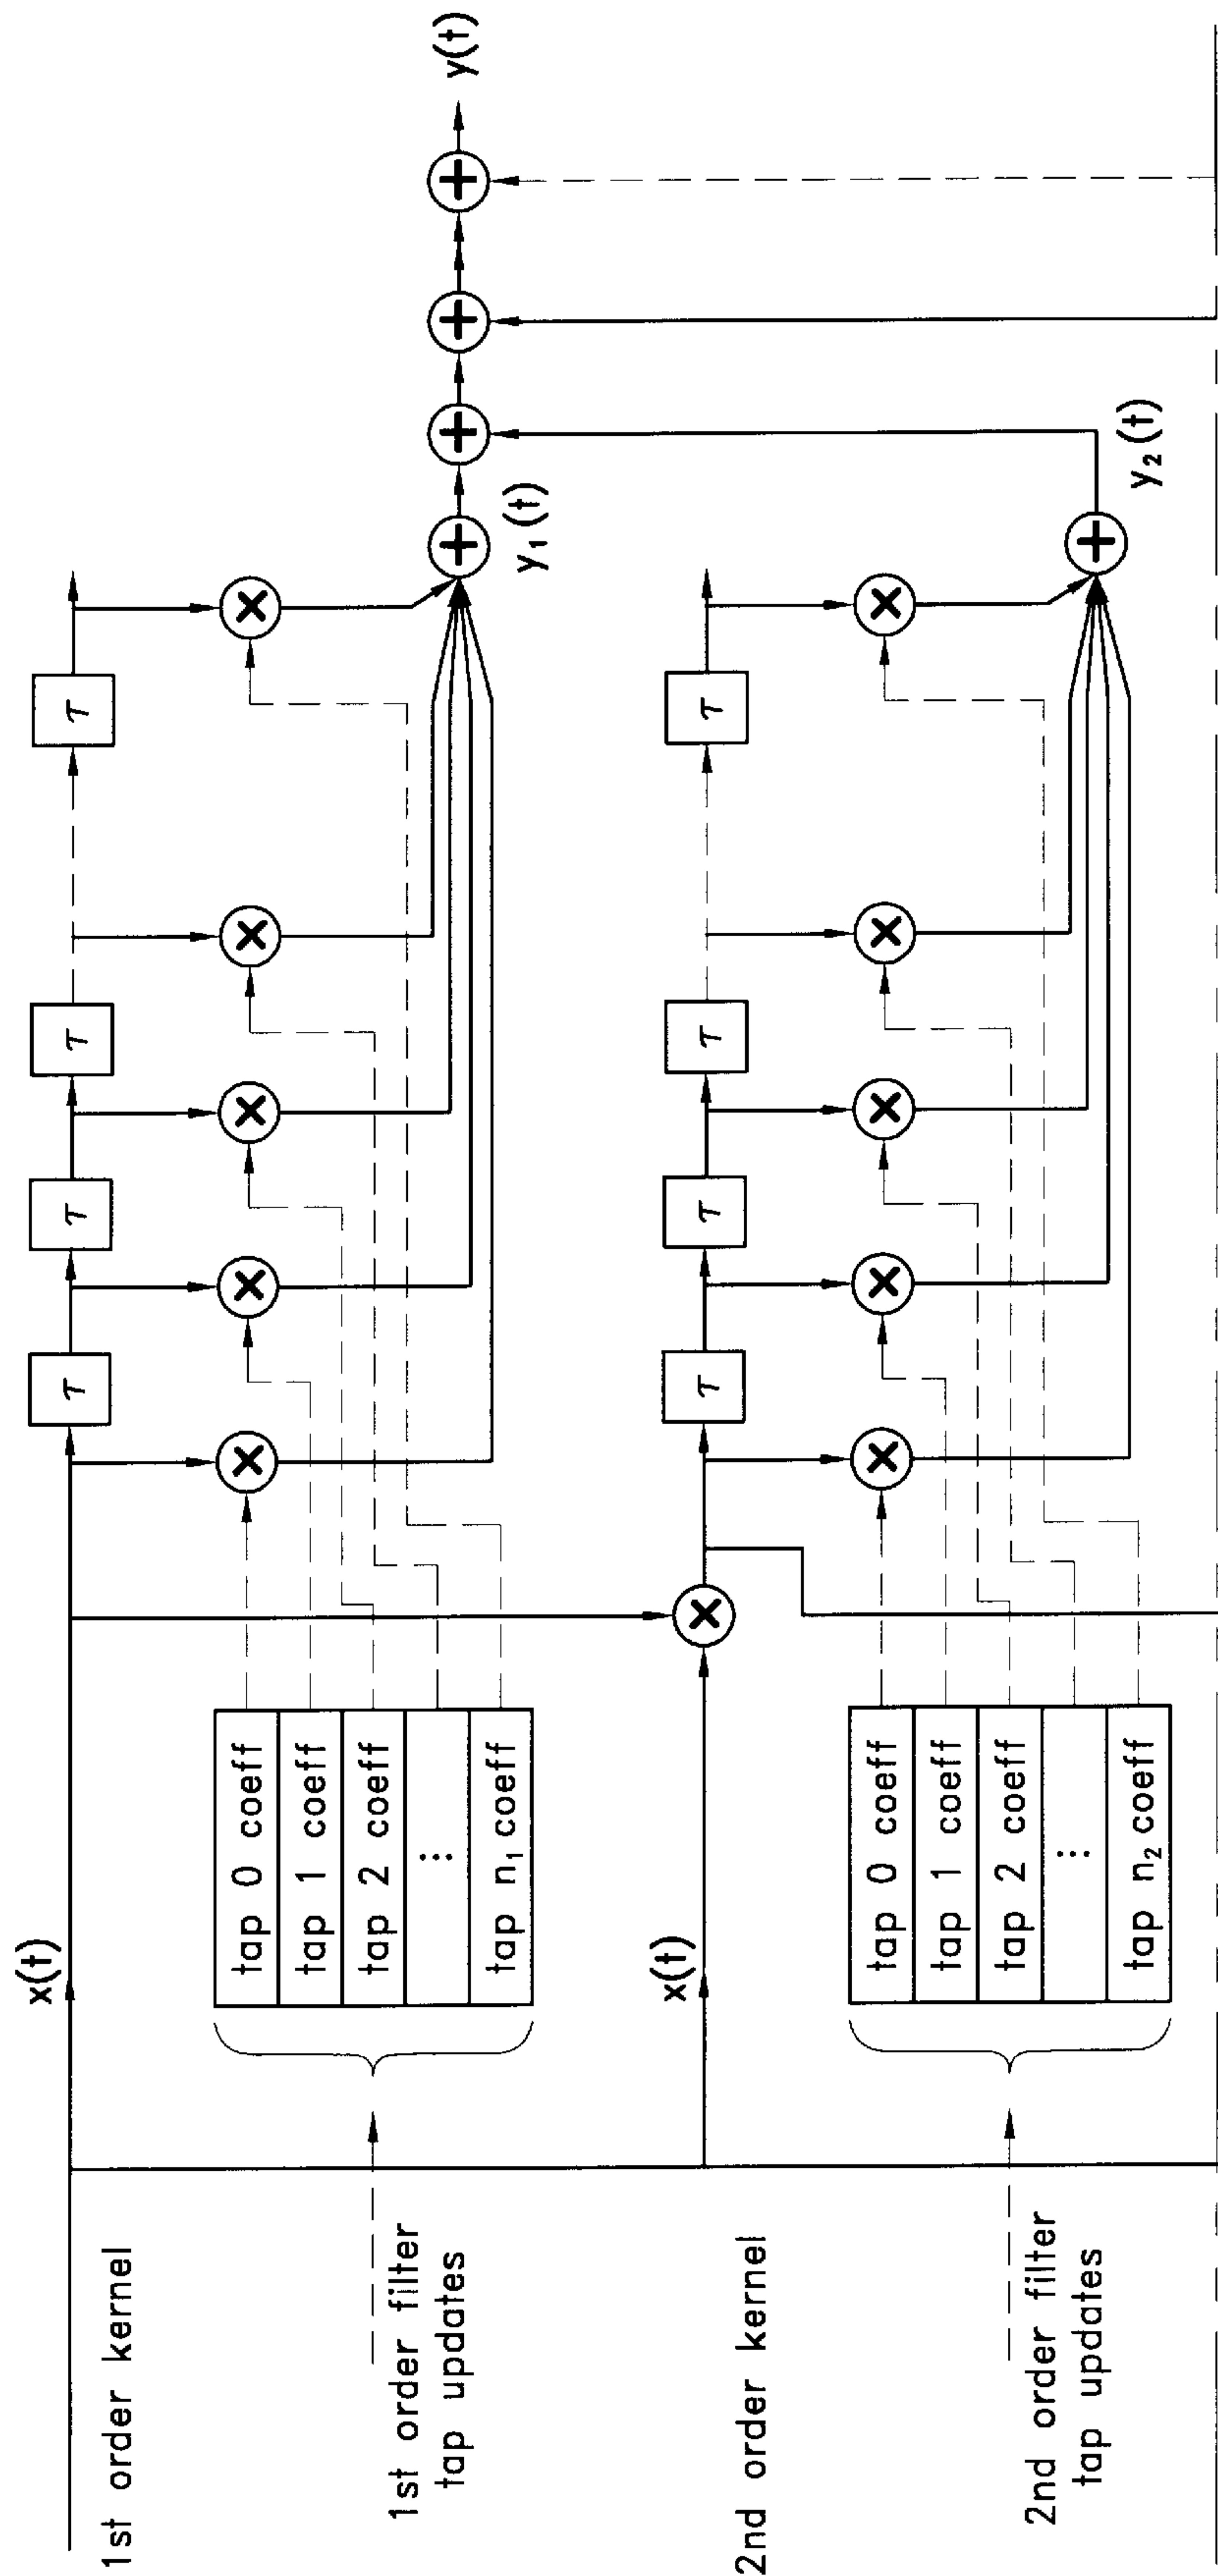 x(t)
1st order kernel
τ
τ
τ
τ
×
×
×
×
×
tap 0 coeff
tap 1 coeff
tap 2 coeff
⋮
tap n₁ coeff
1st order filter
tap updates
+
+
+
+
y(t)
y₁(t)
x(t)
2nd order kernel
×
τ
τ
τ
τ
×
×
×
×
×
tap 0 coeff
tap 1 coeff
tap 2 coeff
⋮
tap n₂ coeff
2nd order filter
tap updates
+
y₂(t)